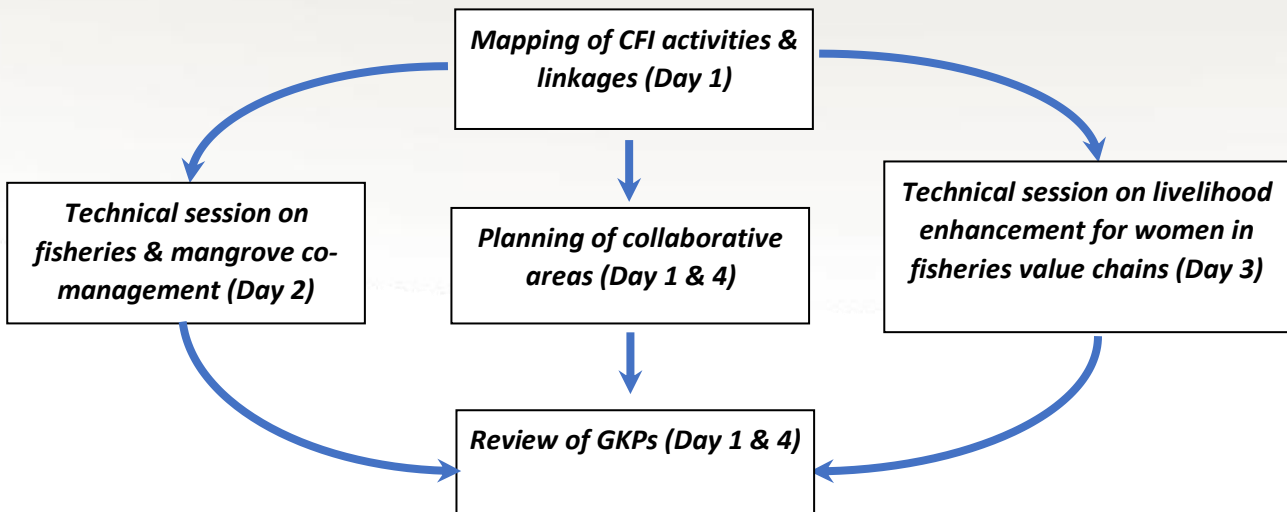 Mapping of CFI activities &
linkages (Day 1)
Technical session on
fisheries & mangrove co-
management (Day 2)
Planning of collaborative
areas (Day 1 & 4)
Technical session on livelihood
enhancement for women in
fisheries value chains (Day 3)
Review of GKPs (Day 1 & 4)